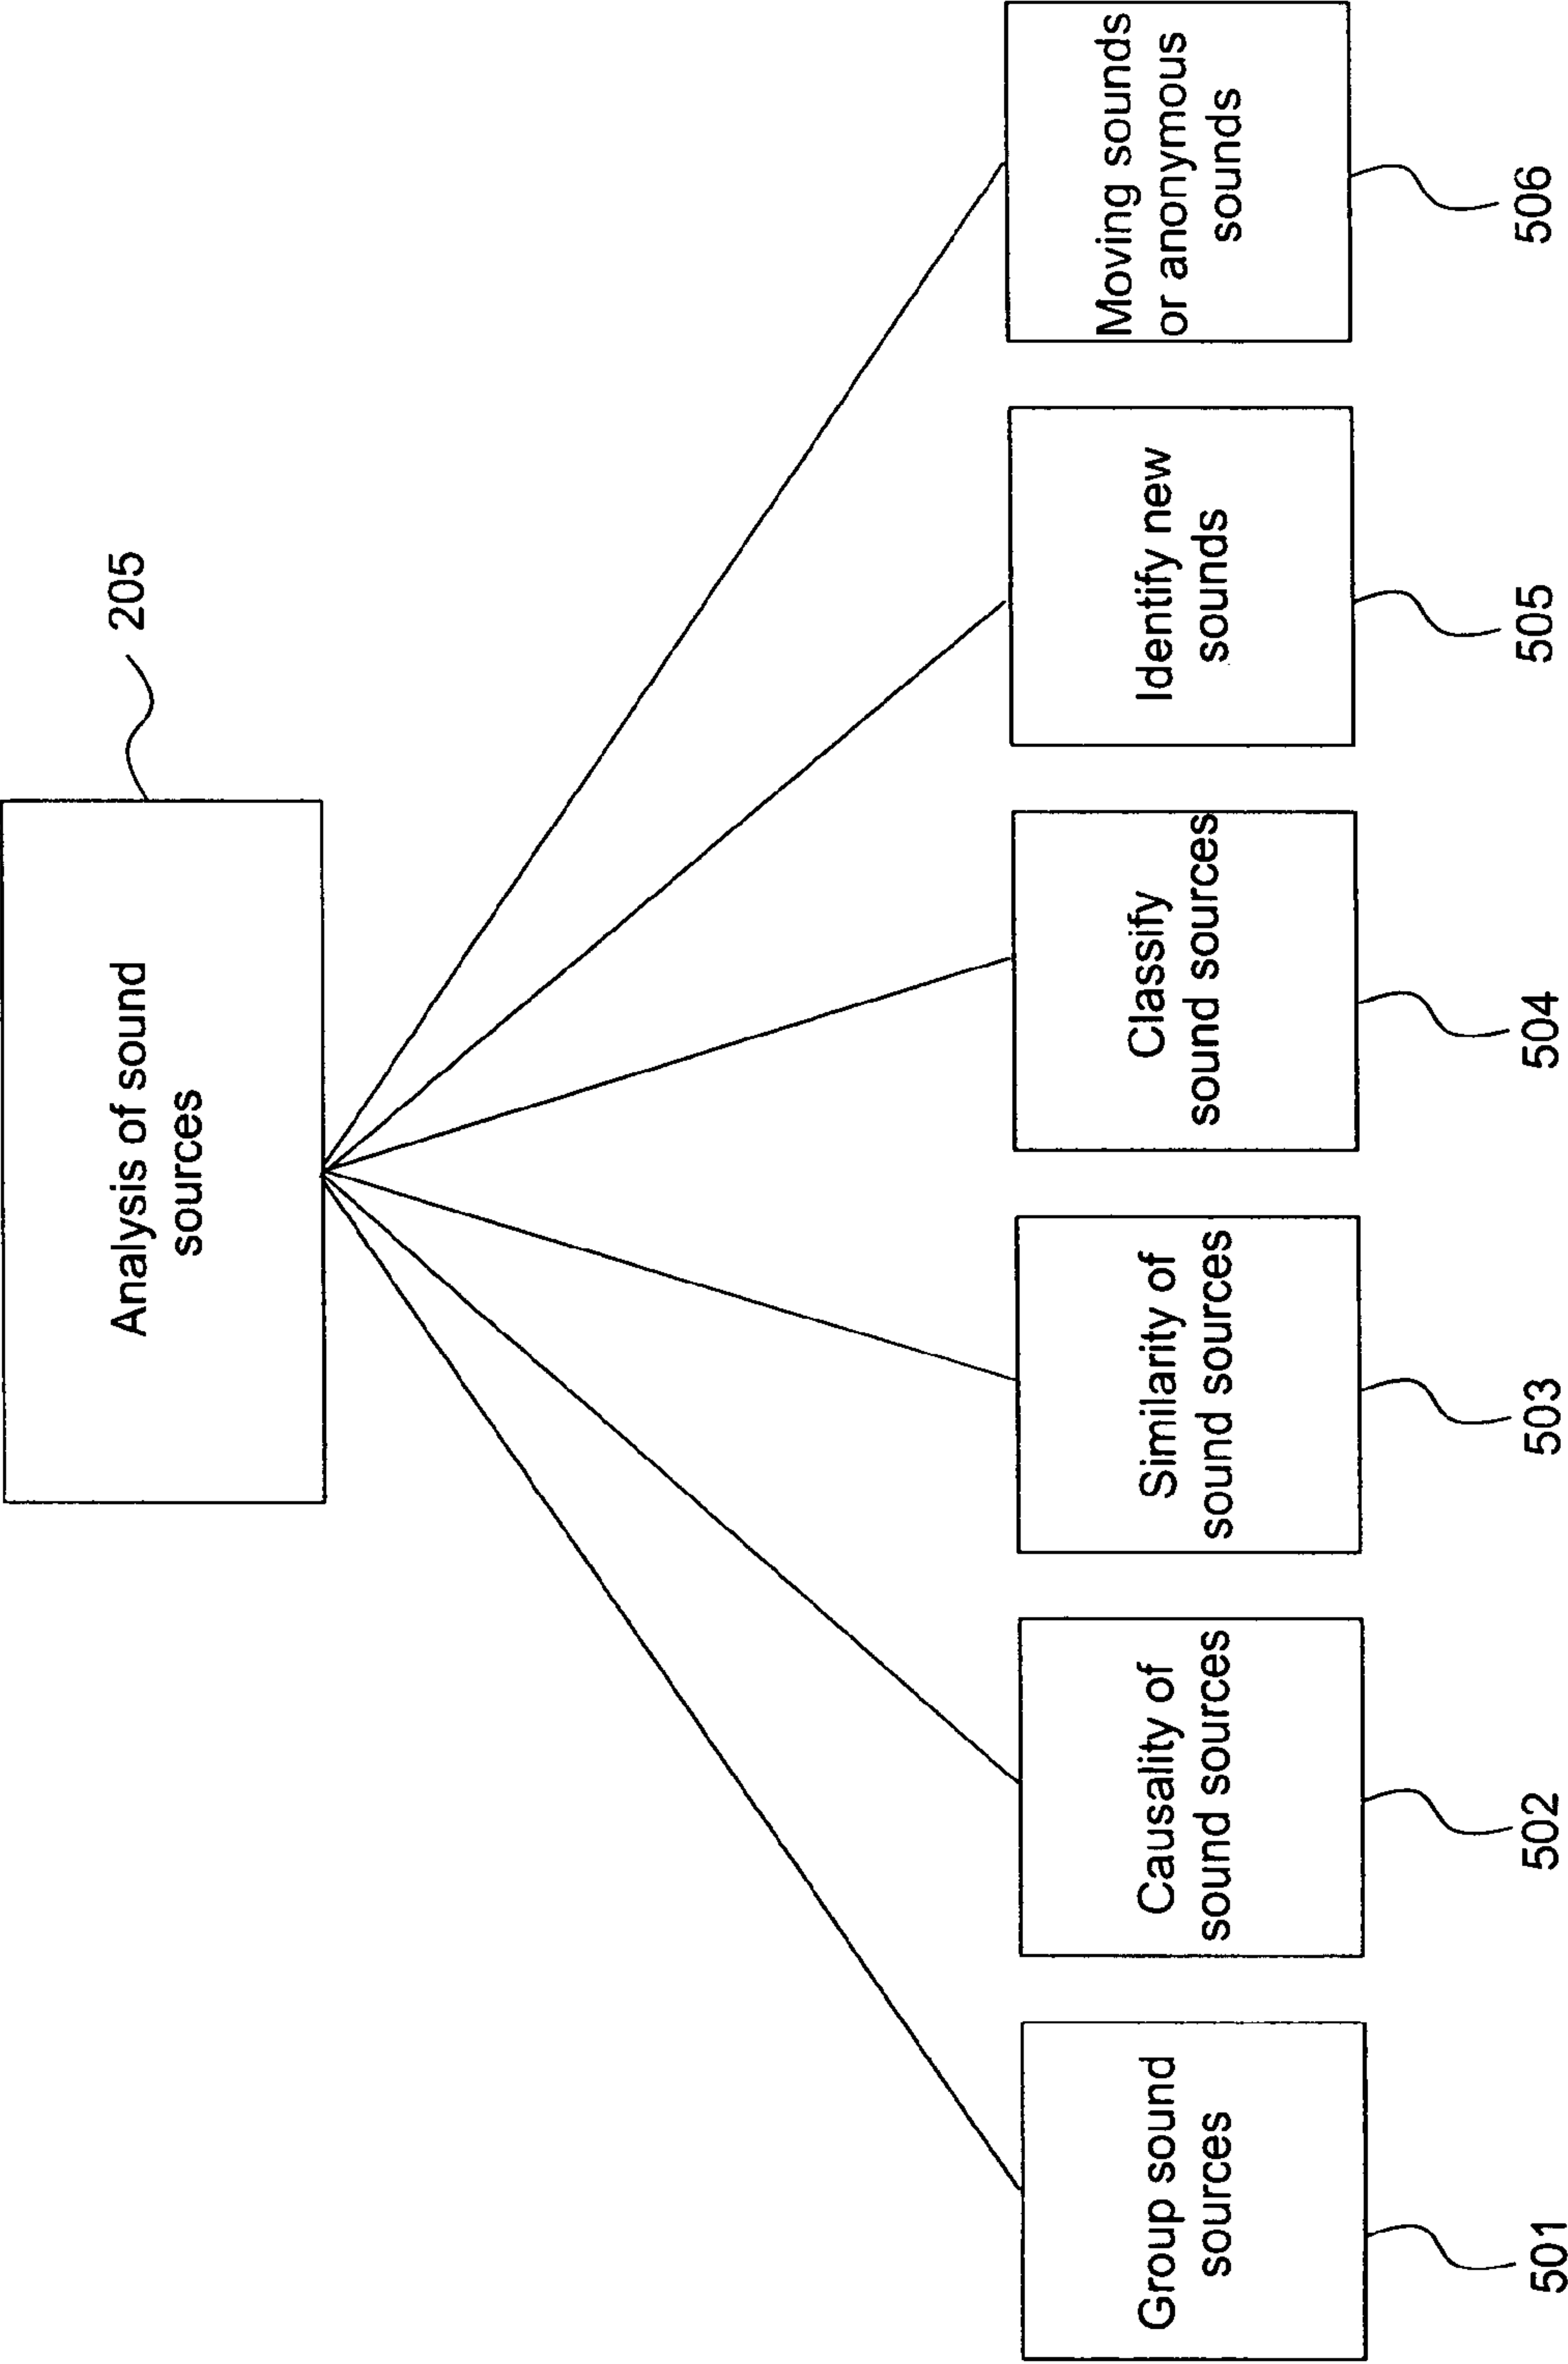 Analysis of sound
sources
205
Group sound
sources
501
Causality of
sound sources
502
Similarity of
sound sources
503
Classify
sound sources
504
Identify new
sounds
505
Moving sounds
or anonymous
sounds
506